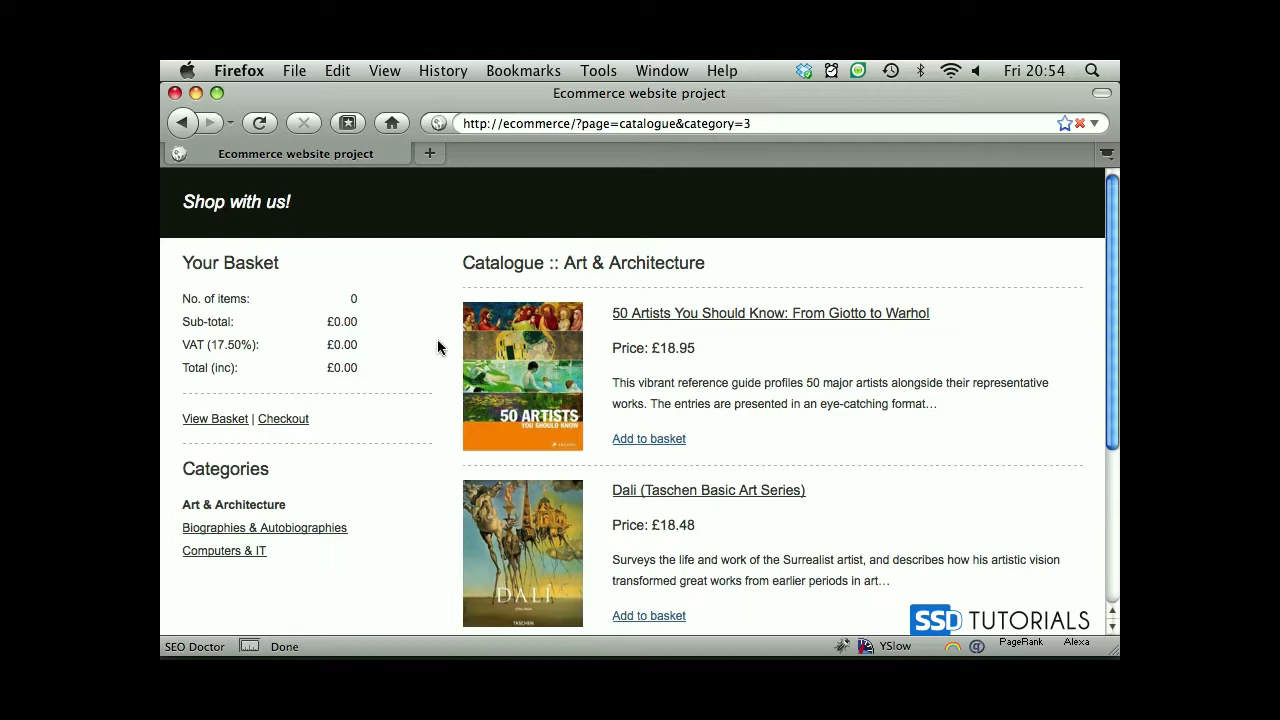 Firefox File Edit View History Bookmarks Tools Window Help Fri 20:54
Ecommerce website project
http://ecommerce/?page=catalogue&category=3
Ecommerce website project
Shop with us!
Your Basket
No. of items: 0
Sub-total: £0.00
VAT (17.50%): £0.00
Total (inc): £0.00
View Basket | Checkout
Categories
Art & Architecture
Biographies & Autobiographies
Computers & IT
Catalogue :: Art & Architecture
50 ARTISTS
YOU SHOULD KNOW
50 Artists You Should Know: From Giotto to Warhol
Price: £18.95
This vibrant reference guide profiles 50 major artists alongside their representative
works. The entries are presented in an eye-catching format…
Add to basket
DALÍ
TASCHEN
Dali (Taschen Basic Art Series)
Price: £18.48
Surveys the life and work of the Surrealist artist, and describes how his artistic vision
transformed great works from earlier periods in art…
Add to basket
SSD TUTORIALS
SEO Doctor Done YSlow PageRank Alexa